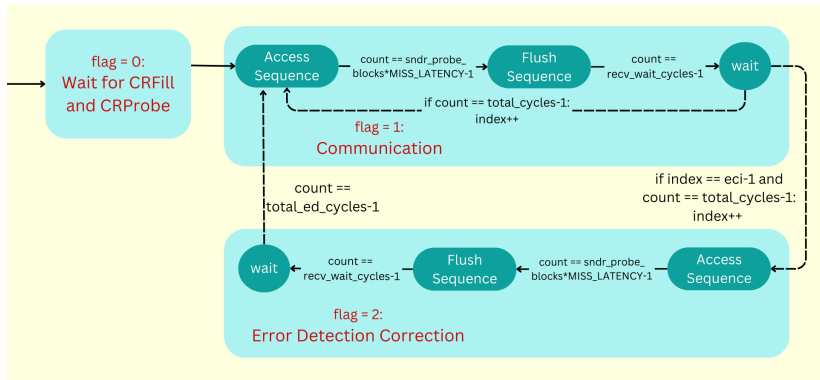 flag = 0:
Wait for CRFill
and CRProbe
Access
Sequence
count == sndr_probe_
blocks*MISS_LATENCY-1
Flush
Sequence
count ==
recv_wait_cycles-1
wait
if count == total_cycles-1:
index++
flag = 1:
Communication
if index == eci-1 and
count == total_cycles-1:
index++
count ==
total_ed_cycles-1
wait
count ==
recv_wait_cycles-1
Flush
Sequence
count == sndr_probe_
blocks*MISS_LATENCY-1
Access
Sequence
flag = 2:
Error Detection Correction